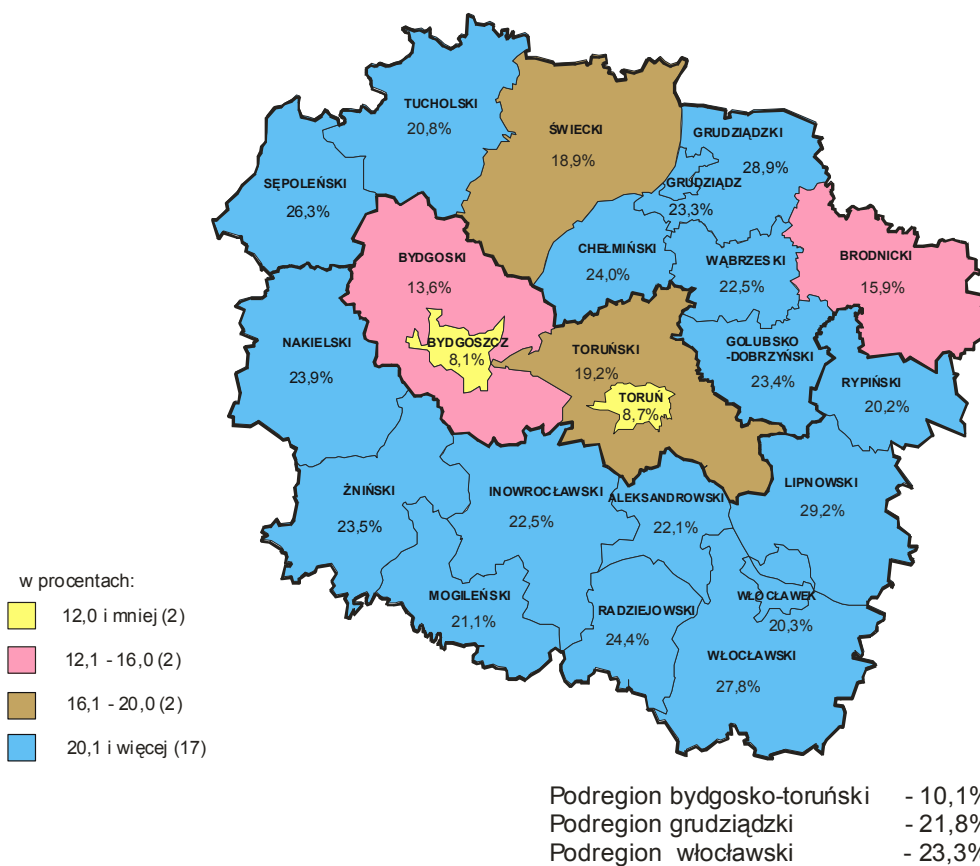 TUCHOLSKI
20,8%
ŚWIECKI
18,9%
GRUDZIĄDZKI
28,9%
GRUDZIĄDZ
23,3%
SĘPOLEŃSKI
26,3%
CHEŁMIŃSKI
24,0%
WĄBRZESKI
22,5%
BRODNICKI
15,9%
BYDGOSKI
13,6%
BYDGOSZCZ
8,1%
NAKIELSKI
23,9%
TORUŃSKI
19,2%
TORUŃ
8,7%
GOLUBSKO
-DOBRZYŃSKI
23,4%
RYPIŃSKI
20,2%
ŻNIŃSKI
23,5%
INOWROCŁAWSKI
22,5%
ALEKSANDROWSKI
22,1%
LIPNOWSKI
29,2%
MOGILEŃSKI
21,1%
RADZIEJOWSKI
24,4%
WŁOCŁAWEK
20,3%
WŁOCŁAWSKI
27,8%
w procentach:
12,0 i mniej (2)
12,1 - 16,0 (2)
16,1 - 20,0 (2)
20,1 i więcej (17)
Podregion bydgosko-toruński - 10,1%
Podregion grudziądzki - 21,8%
Podregion włocławski - 23,3%